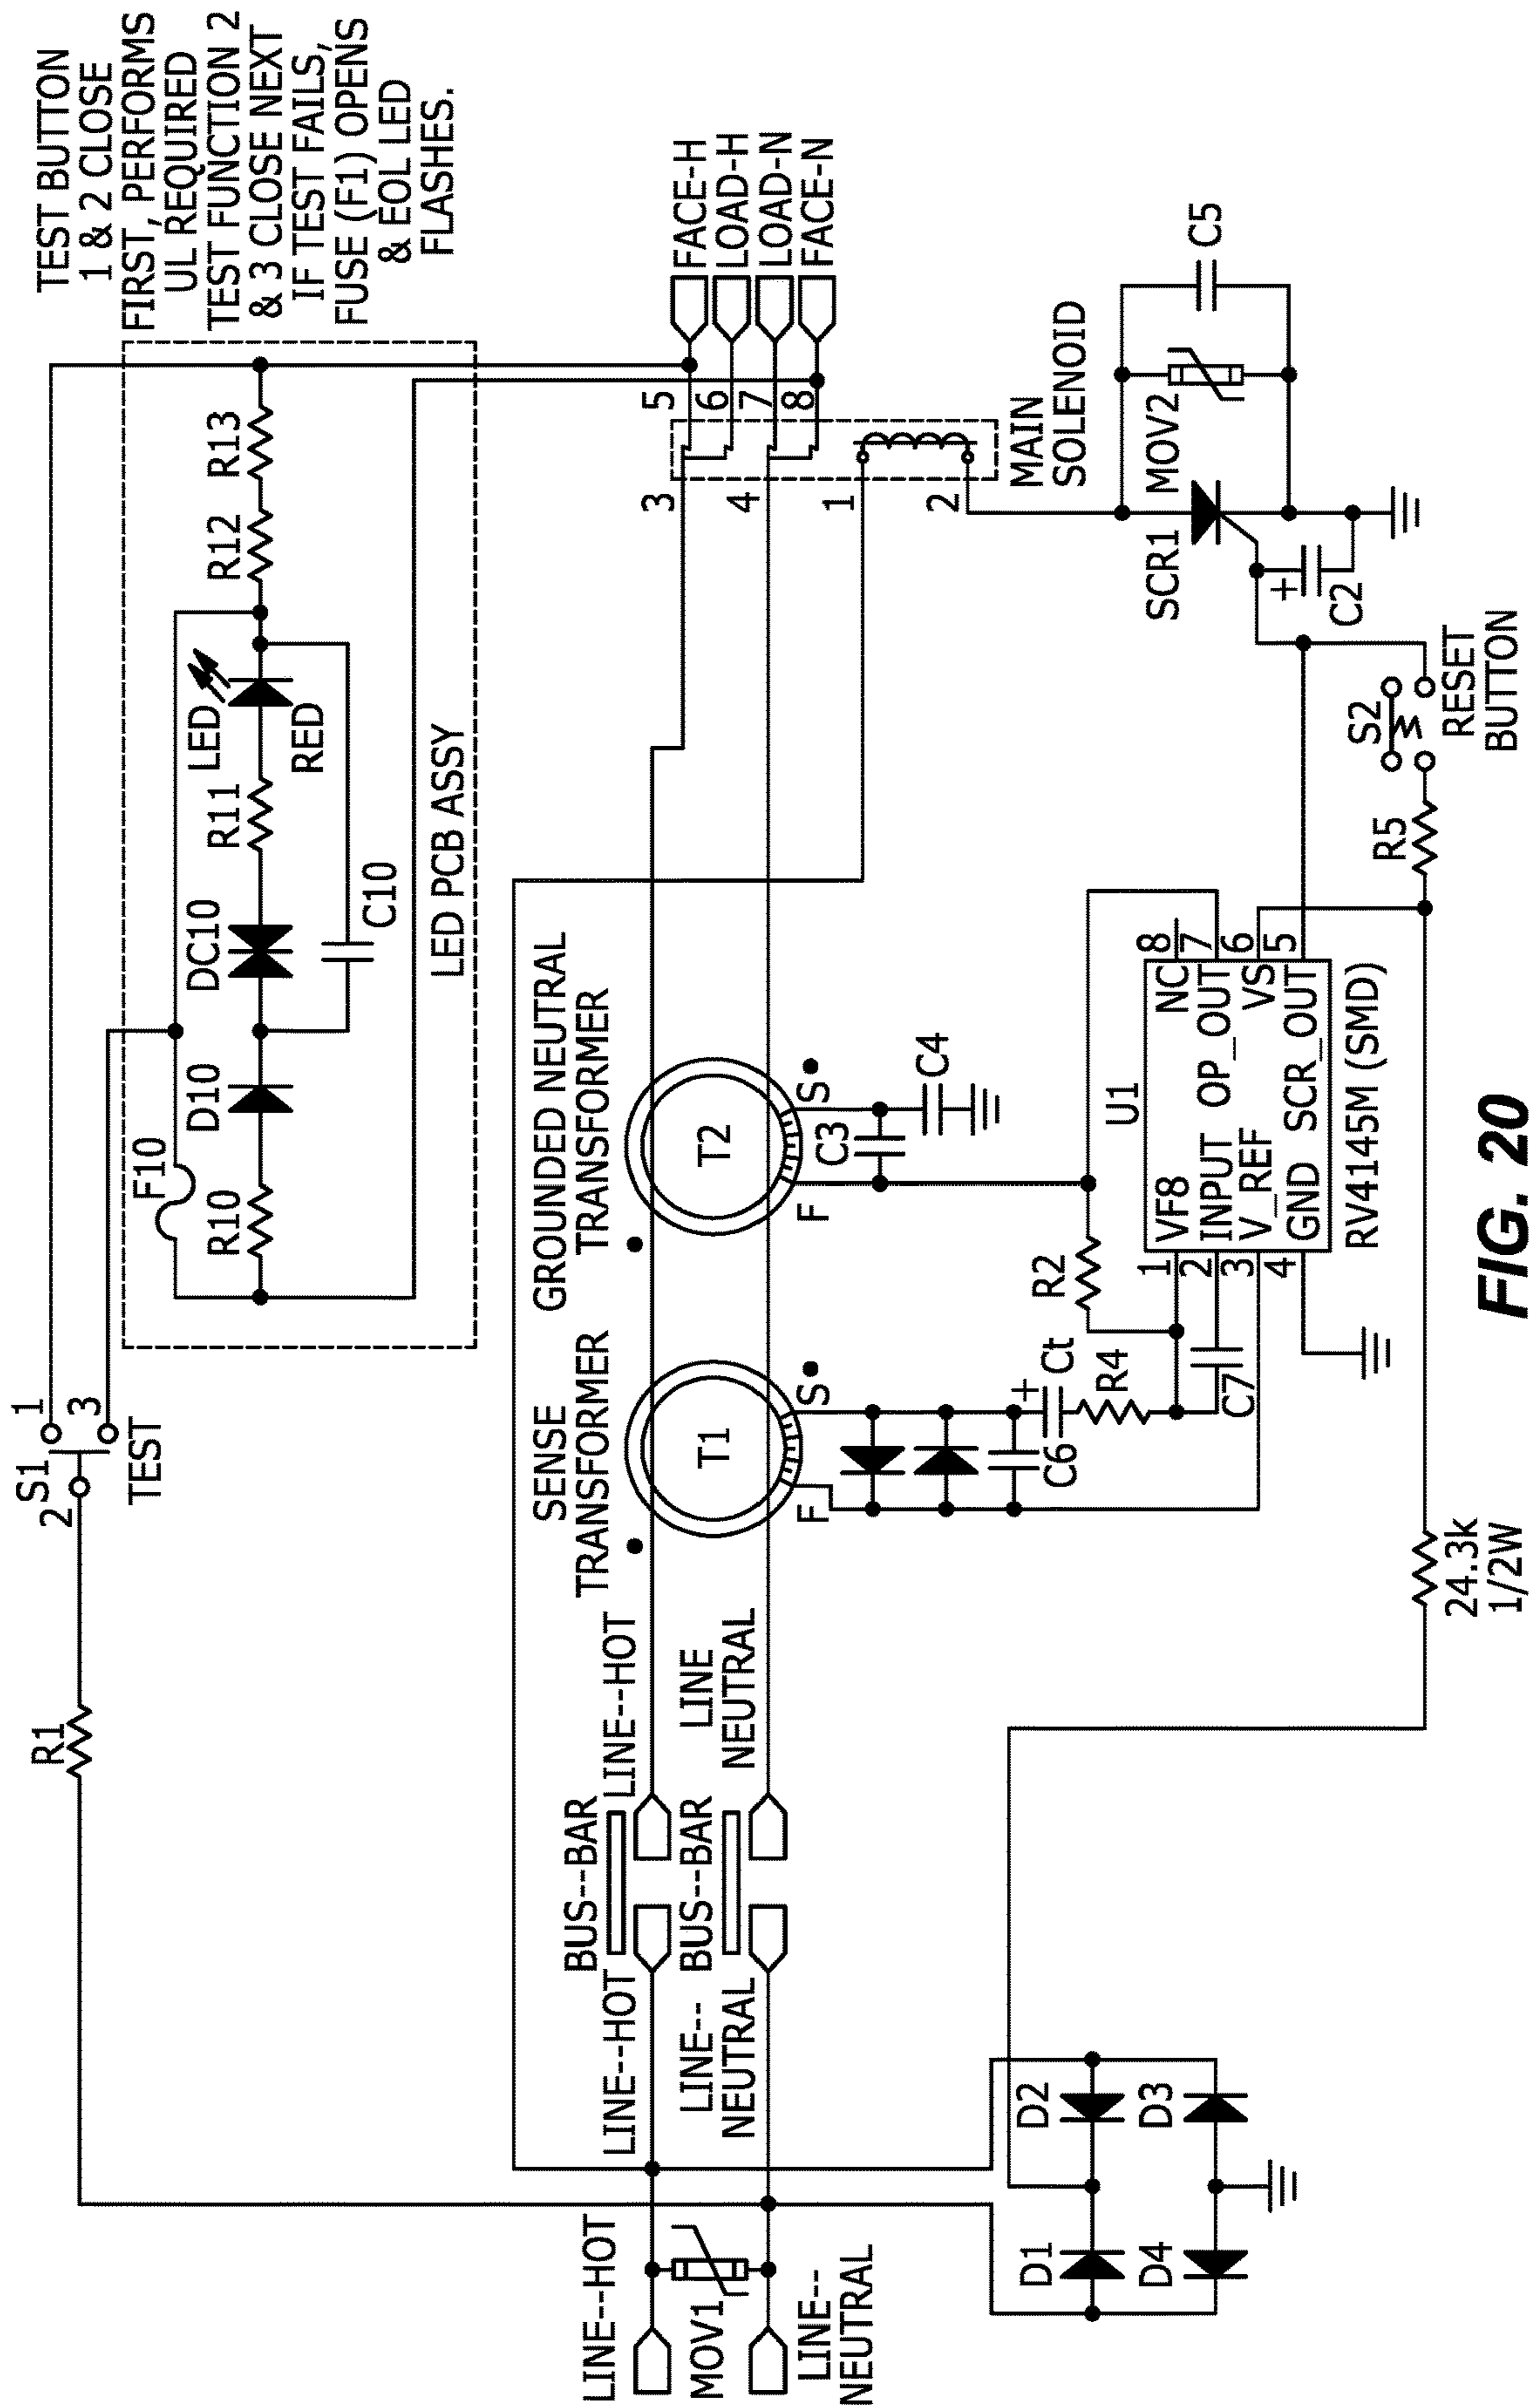 TEST BUTTON
1 & 2 CLOSE
FIRST, PERFORMS
UL REQUIRED
TEST FUNCTION 2
& 3 CLOSE NEXT
IF TEST FAILS,
FUSE (F1) OPENS
& EOL LED
FLASHES.
R1
S1
2
1
3
TEST
F10
R10
D10
DC10
R11
LED
RED
R12
R13
C10
LED PCB ASSY
LINE--HOT
MOV1
LINE--
NEUTRAL
LINE--HOT
LINE--
NEUTRAL
BUS--BAR
BUS--BAR
LINE--HOT
LINE
NEUTRAL
SENSE
TRANSFORMER
T1
F
S
GROUNDED NEUTRAL
TRANSFORMER
T2
F
S
3
4
1
2
5
6
7
8
FACE-H
LOAD-H
LOAD-N
FACE-N
MAIN
SOLENOID
C3
C4
C6
+
Ct
R4
R2
C7
U1
1
2
3
4
VF8
INPUT
V_REF
GND
NC
OP_OUT
VS
SCR_OUT
8
7
6
5
RV4145M (SMD)
SCR1
MOV2
C5
+
C2
S2
RESET
BUTTON
R5
24.3k
1/2W
D1
D2
D4
D3
FIG. 20